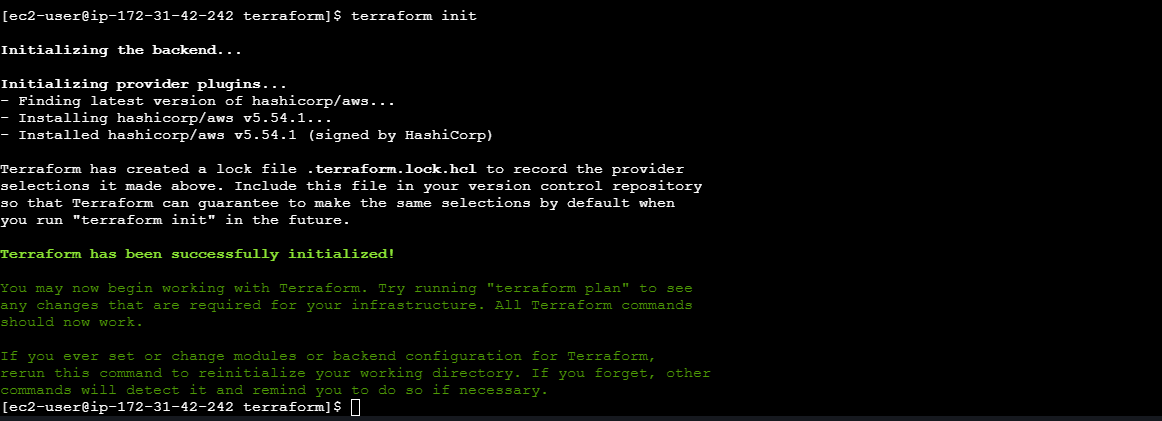 [ec2-user@ip-172-31-42-242 terraform]$ terraform init
Initializing the backend...
Initializing provider plugins...
- Finding latest version of hashicorp/aws...
- Installing hashicorp/aws v5.54.1...
- Installed hashicorp/aws v5.54.1 (signed by HashiCorp)
Terraform has created a lock file .terraform.lock.hcl to record the provider
selections it made above. Include this file in your version control repository
so that Terraform can guarantee to make the same selections by default when
you run "terraform init" in the future.
Terraform has been successfully initialized!
You may now begin working with Terraform. Try running "terraform plan" to see
any changes that are required for your infrastructure. All Terraform commands
should now work.
If you ever set or change modules or backend configuration for Terraform,
rerun this command to reinitialize your working directory. If you forget, other
commands will detect it and remind you to do so if necessary.
[ec2-user@ip-172-31-42-242 terraform]$